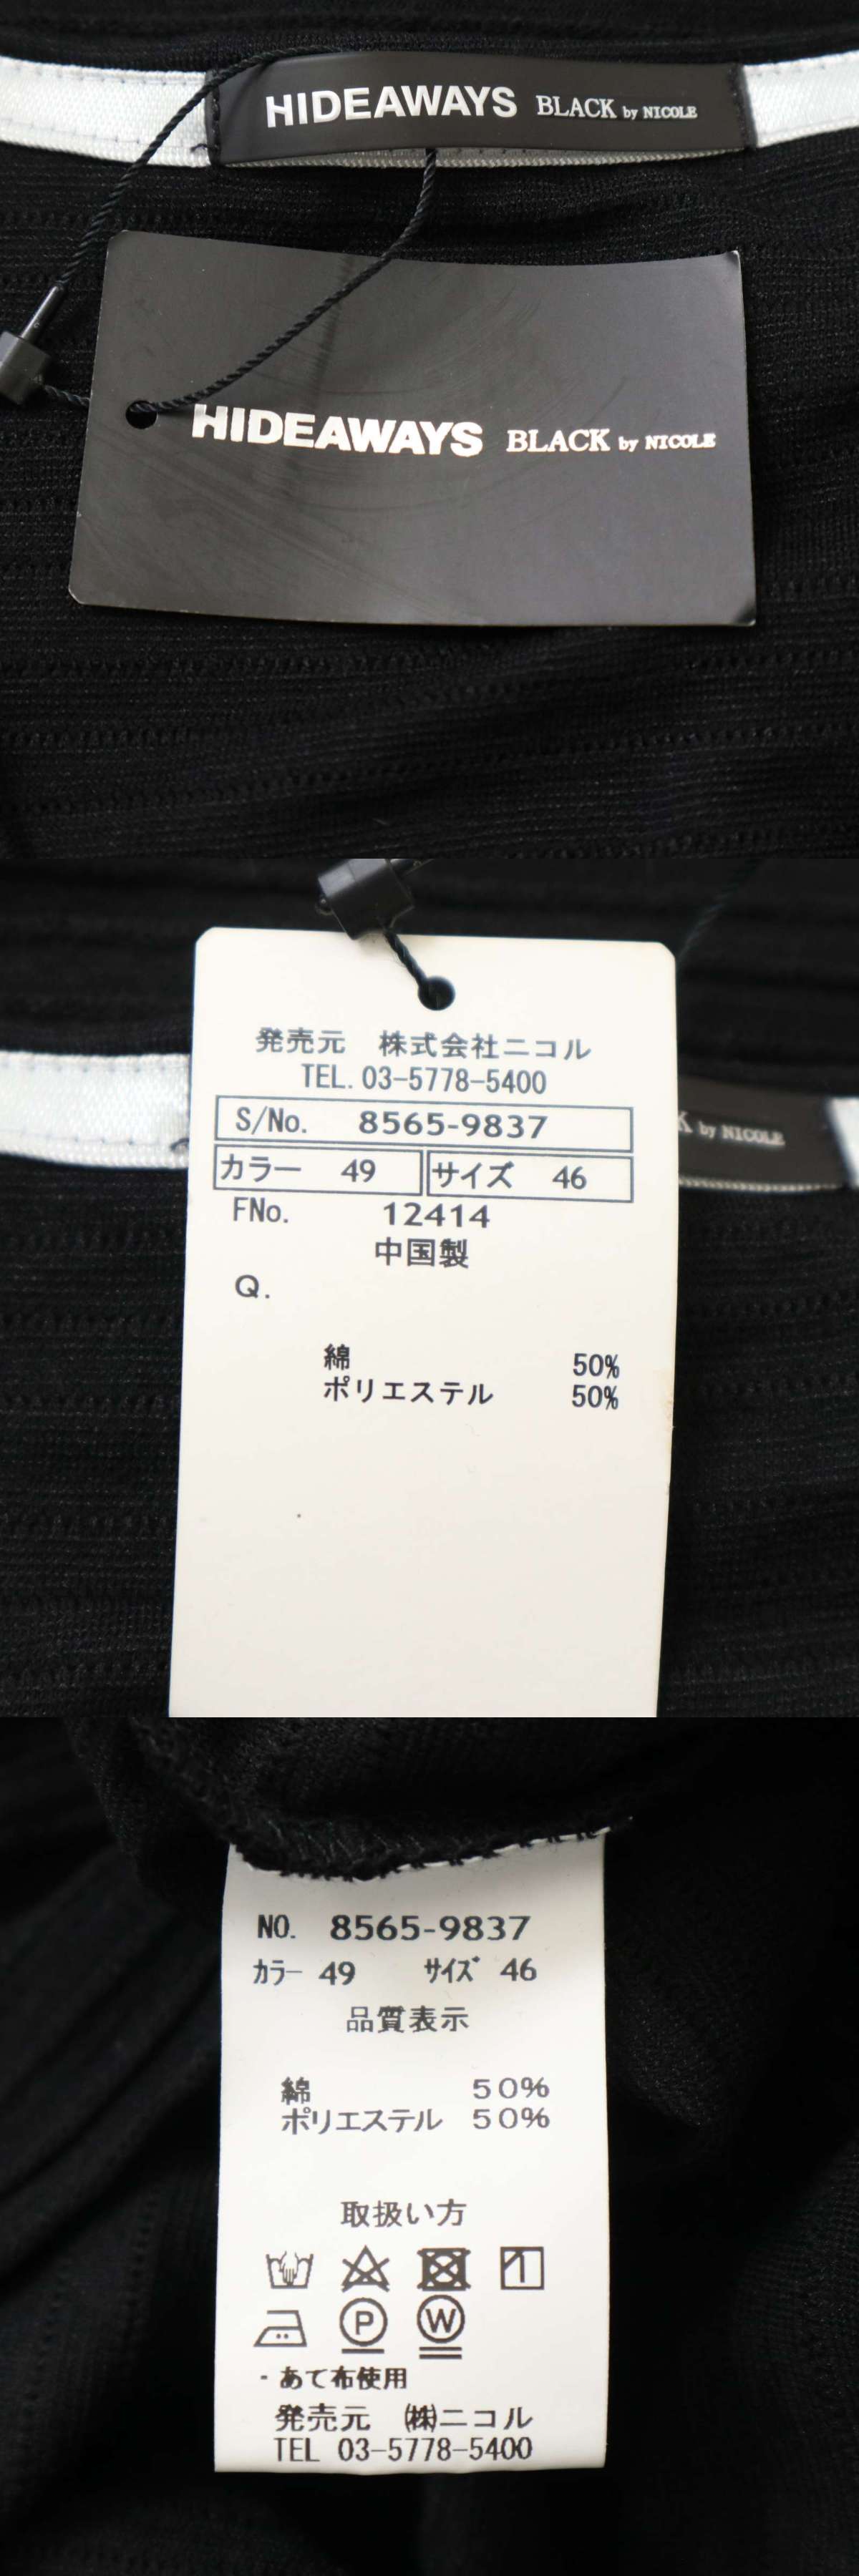 HIDEAWAYS BLACK by NICOLE
HIDEAWAYS BLACK by NICOLE
発売元 株式会社ニコル
TEL. 03-5778-5400
S/No. 8565-9837
カラー 49 サイズ 46
K by NICOLE
FNo. 12414
中国製
Q.
綿 50%
ポリエステル 50%
NO. 8565-9837
カラー 49 サイズ 46
品質表示
綿 50%
ポリエステル 50%
取扱い方
P W
・あて布使用
発売元 ㈱ニコル
TEL 03-5778-5400